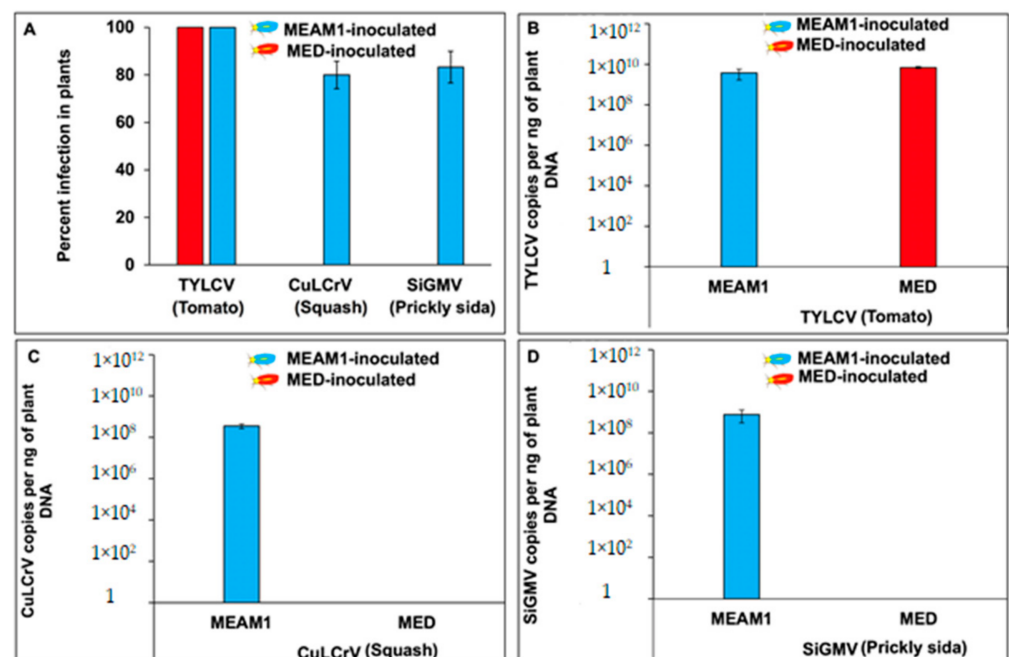 A
MEAM1-inoculated
MED-inoculated
Percent infection in plants
100
80
60
40
20
0
TYLCV
(Tomato)
CuLCrV
(Squash)
SiGMV
(Prickly sida)
B
MEAM1-inoculated
MED-inoculated
TYLCV copies per ng of plant
DNA
1×10¹²
1×10¹⁰
1×10⁸
1×10⁶
1×10⁴
1×10²
1
MEAM1
MED
TYLCV (Tomato)
C
MEAM1-inoculated
MED-inoculated
CuLCrV copies per ng of plant
DNA
1×10¹²
1×10¹⁰
1×10⁸
1×10⁶
1×10⁴
1×10²
1
MEAM1
MED
CuLCrV (Squash)
D
MEAM1-inoculated
MED-inoculated
SiGMV copies per ng of plant
DNA
1×10¹²
1×10¹⁰
1×10⁸
1×10⁶
1×10⁴
1×10²
1
MEAM1
MED
SiGMV (Prickly sida)